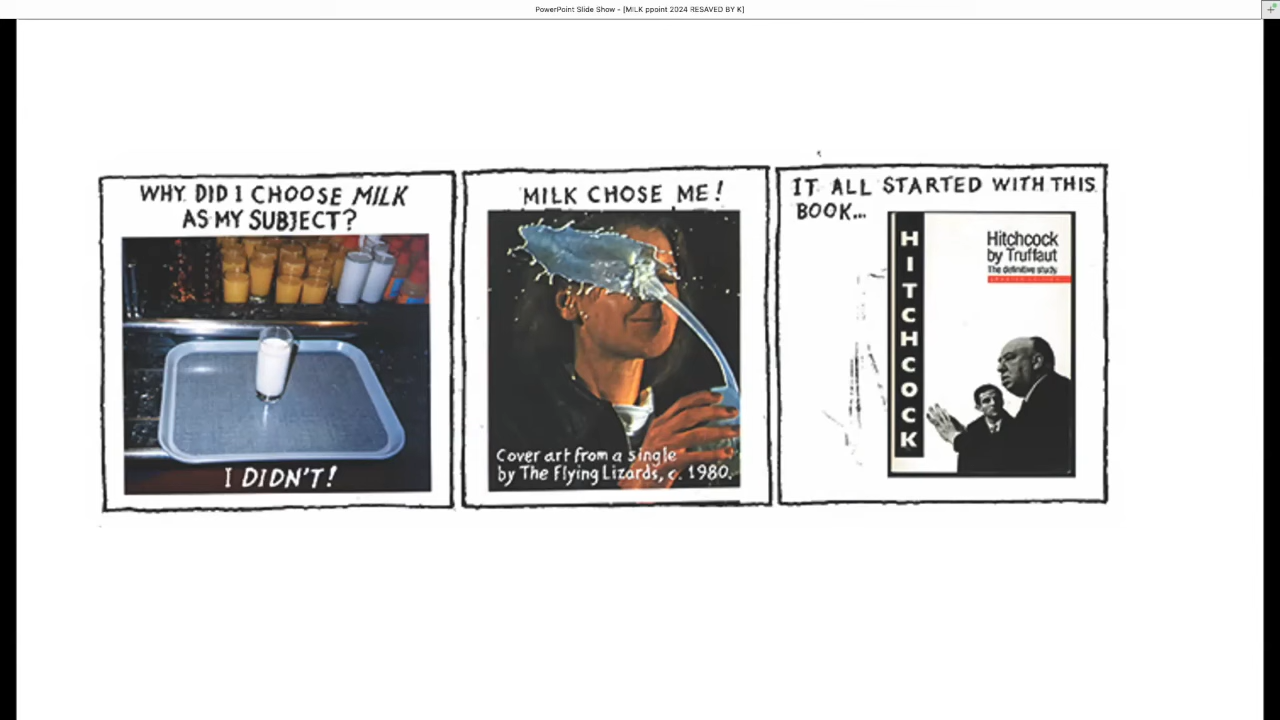 PowerPoint Slide Show - [MILK ppoint 2024 RESAVED BY K]
WHY DID I CHOOSE MILK
AS MY SUBJECT?
I DIDN'T!
MILK CHOSE ME!
Cover art from a single
by The Flying Lizards, c. 1980.
IT ALL STARTED WITH THIS
BOOK...
HITCHCOCK
Hitchcock
by Truffaut
The definitive study